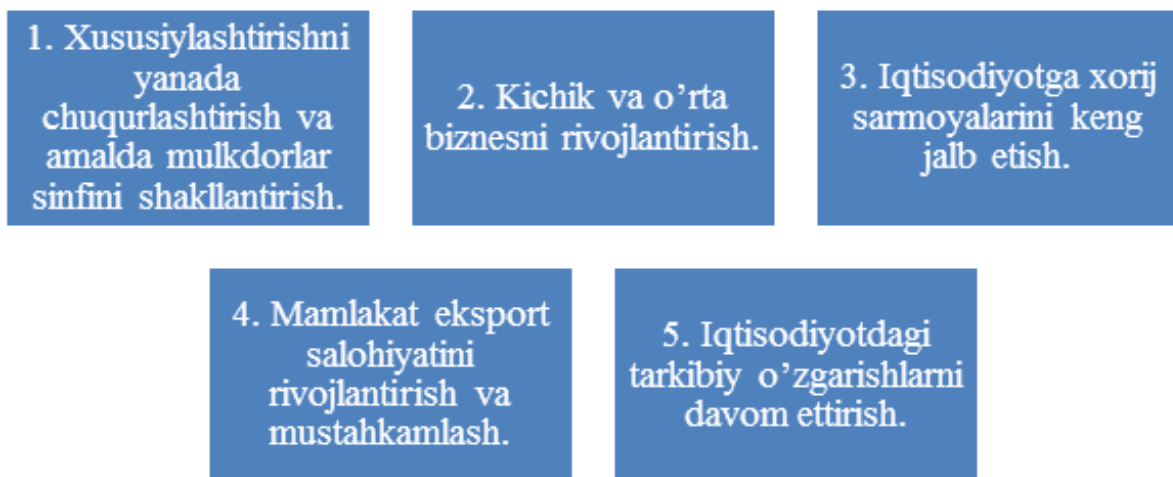 1. Xususiylashtirishni
yanada
chuqurlashtirish va
amalda mulkdorlar
sinfini shakllantirish.
2. Kichik va o’rta
biznesni rivojlantirish.
3. Iqtisodiyotga xorij
sarmoyalarini keng
jalb etish.
4. Mamlakat eksport
salohiyatini
rivojlantirish va
mustahkamlash.
5. Iqtisodiyotdagi
tarkibiy o’zgarishlarni
davom ettirish.